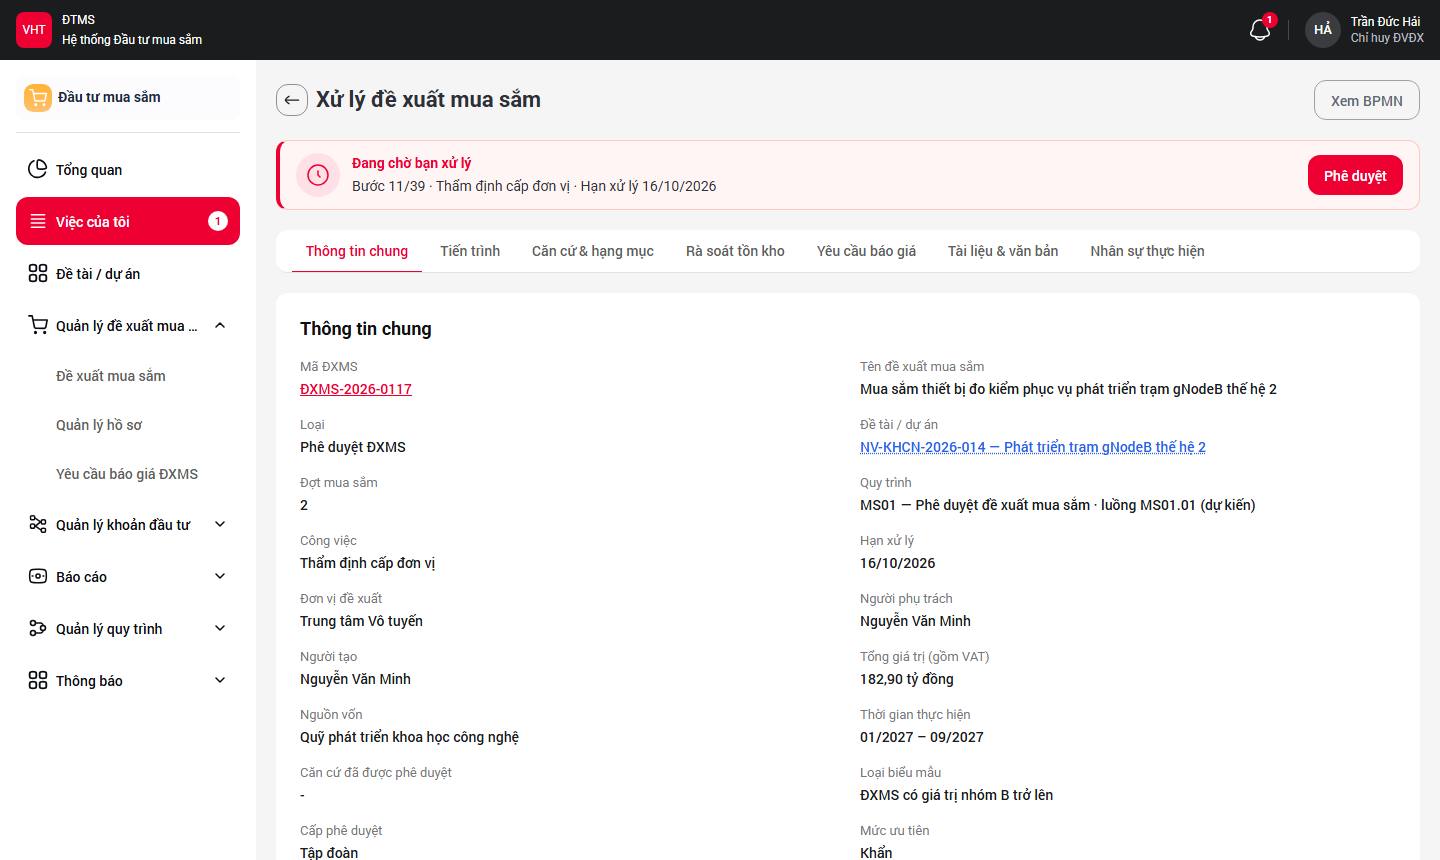 VHT
ĐTMS
Hệ thống Đầu tư mua sắm
1
HẢ
Trần Đức Hải
Chỉ huy ĐVĐX
Đầu tư mua sắm
Tổng quan
Việc của tôi
1
Đề tài / dự án
Quản lý đề xuất mua ...
Đề xuất mua sắm
Quản lý hồ sơ
Yêu cầu báo giá ĐXMS
Quản lý khoản đầu tư
Báo cáo
Quản lý quy trình
Thông báo
Xử lý đề xuất mua sắm
Xem BPMN
Đang chờ bạn xử lý
Bước 11/39 · Thẩm định cấp đơn vị · Hạn xử lý 16/10/2026
Phê duyệt
Thông tin chung
Tiến trình
Căn cứ & hạng mục
Rà soát tồn kho
Yêu cầu báo giá
Tài liệu & văn bản
Nhân sự thực hiện
Thông tin chung
Mã ĐXMS
ĐXMS-2026-0117
Tên đề xuất mua sắm
Mua sắm thiết bị đo kiểm phục vụ phát triển trạm gNodeB thế hệ 2
Loại
Phê duyệt ĐXMS
Đề tài / dự án
NV-KHCN-2026-014 — Phát triển trạm gNodeB thế hệ 2
Đợt mua sắm
2
Quy trình
MS01 — Phê duyệt đề xuất mua sắm · luồng MS01.01 (dự kiến)
Công việc
Thẩm định cấp đơn vị
Hạn xử lý
16/10/2026
Đơn vị đề xuất
Trung tâm Vô tuyến
Người phụ trách
Nguyễn Văn Minh
Người tạo
Nguyễn Văn Minh
Tổng giá trị (gồm VAT)
182,90 tỷ đồng
Nguồn vốn
Quỹ phát triển khoa học công nghệ
Thời gian thực hiện
01/2027 – 09/2027
Căn cứ đã được phê duyệt
-
Loại biểu mẫu
ĐXMS có giá trị nhóm B trở lên
Cấp phê duyệt
Tập đoàn
Mức ưu tiên
Khẩn